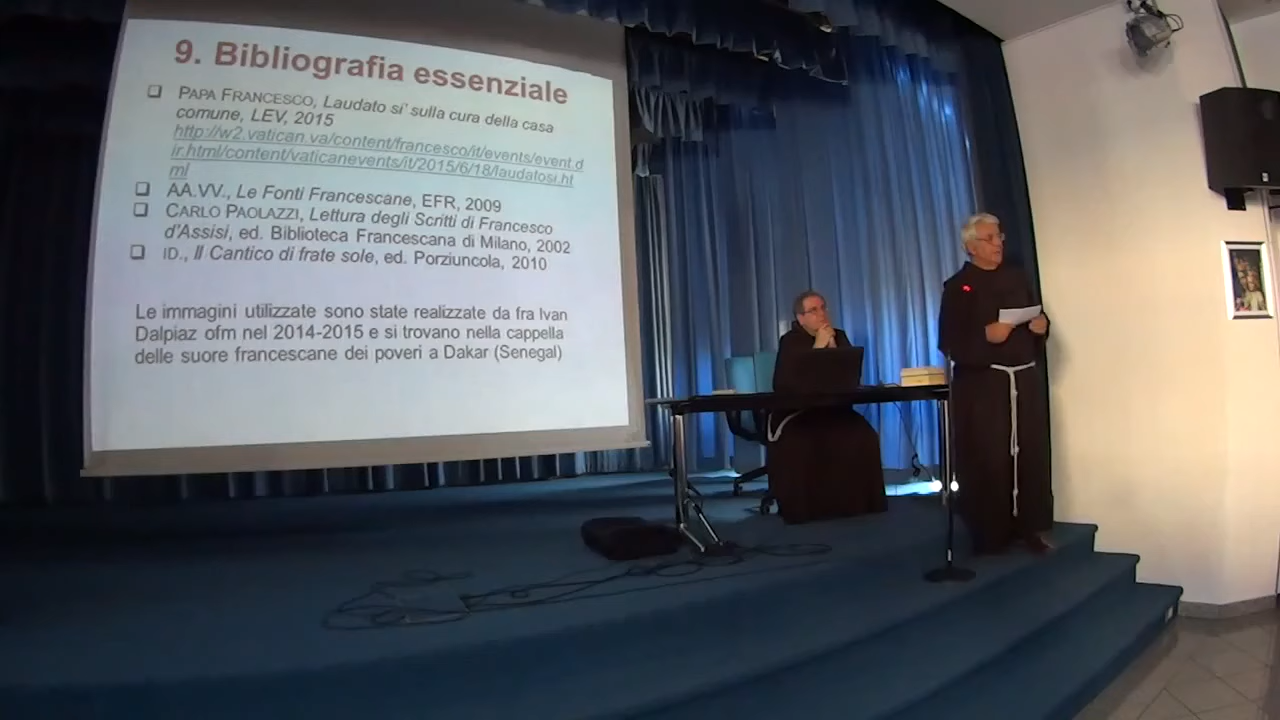 9. Bibliografia essenziale
❑ PAPA FRANCESCO, Laudato si' sulla cura della casa
comune, LEV, 2015
http://w2.vatican.va/content/francesco/it/events/event.d
ir.html/content/vaticanevents/it/2015/6/18/laudatosi.ht
ml
❑ AA.VV., Le Fonti Francescane, EFR, 2009
❑ CARLO PAOLAZZI, Lettura degli Scritti di Francesco
d'Assisi, ed. Biblioteca Francescana di Milano, 2002
❑ ID., Il Cantico di frate sole, ed. Porziuncola, 2010
Le immagini utilizzate sono state realizzate da fra Ivan
Dalpiaz ofm nel 2014-2015 e si trovano nella cappella
delle suore francescane dei poveri a Dakar (Senegal)